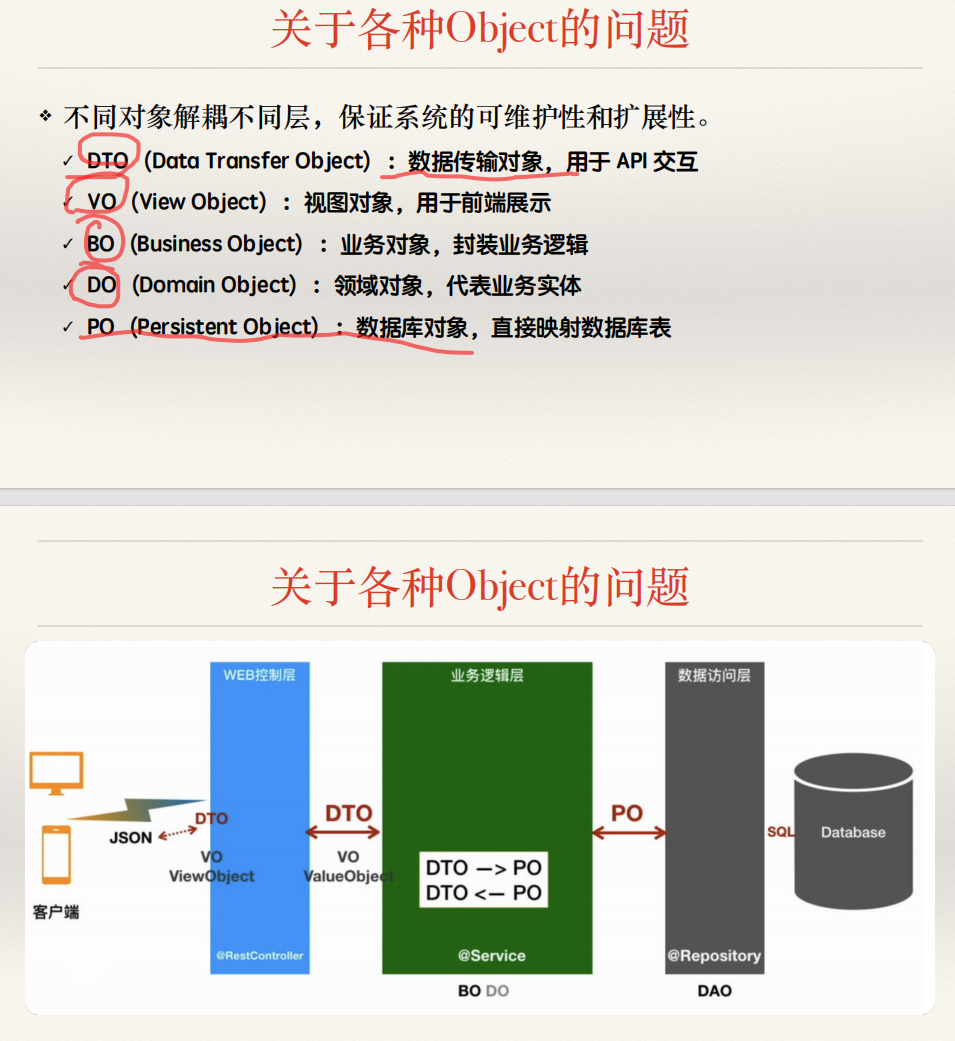 关于各种Object的问题
❖ 不同对象解耦不同层，保证系统的可维护性和扩展性。
✓ DTO（Data Transfer Object）：数据传输对象，用于 API 交互
✓ VO（View Object）：视图对象，用于前端展示
✓ BO（Business Object）：业务对象，封装业务逻辑
✓ DO（Domain Object）：领域对象，代表业务实体
✓ PO（Persistent Object）：数据库对象，直接映射数据库表
关于各种Object的问题
WEB控制层
业务逻辑层
数据访问层
DTO
JSON
VO
ViewObject
客户端
@RestController
DTO
VO
ValueObject
DTO —> PO
DTO <— PO
@Service
BO DO
PO
@Repository
DAO
SQL
Database